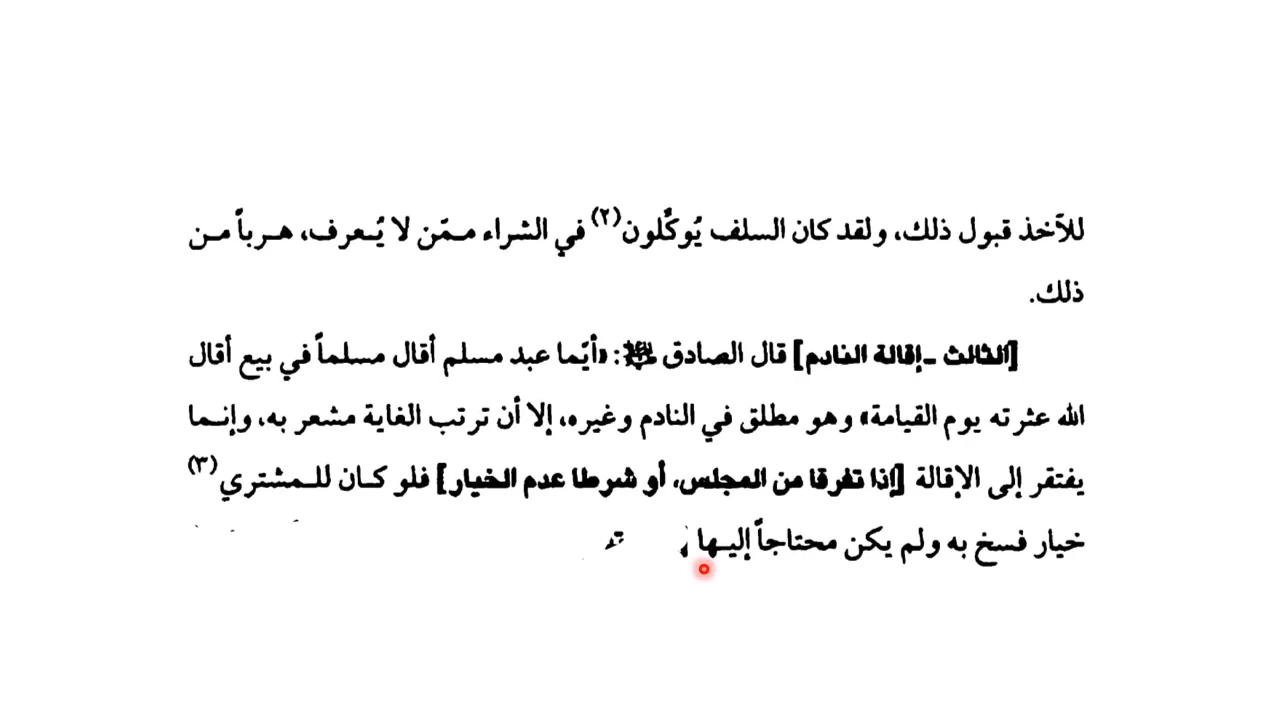 للآخذ قبول ذلك، ولقد كان السلف يُوكِّلون(٢) في الشراء ممّن لا يُعرف، هرباً من
ذلك.
[الثالث ـ إقالة النادم] قال الصادق ﷺ: «أيّما عبد مسلم أقال مسلماً في بيع أقال
الله عثرته يوم القيامة» وهو مطلق في النادم وغيره، إلا أن ترتب الغاية مشعر به، وإنما
يفتقر إلى الإقالة [إذا تفرقا من المجلس، أو شرطا عدم الخيار] فلو كان للمشتري(٣)
خيار فسخ به ولم يكن محتاجاً إليها